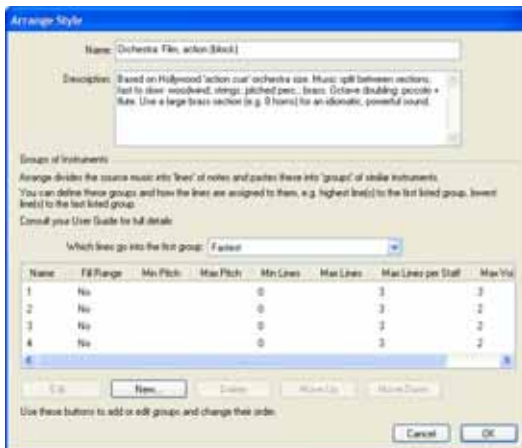 Arrange Style
Name: Orchestra: Film, action (block)
Description: Based on Hollywood 'action cue' orchestra size. Music split between sections:
fast to slow: woodwind, strings, pitched perc., brass. Octave doubling: piccolo +
flute. Use a large brass section (e.g. 8 horns) for an idiomatic, powerful sound.
Groups of Instruments
Arrange divides the source music into 'lines' of notes and pastes these into 'groups' of similar instruments.
You can define these groups and how the lines are assigned to them, e.g. highest line(s) to the first listed group, lowest
line(s) to the last listed group.
Consult your User Guide for full details.
Which lines go into the first group: Fastest
Name Fill Range Min Pitch Max Pitch Min Lines Max Lines Max Lines per Staff Max Voi
1 No 0 3 3
2 No 0 3 2
3 No 0 3 2
4 No 0 3 2
Edit... New... Delete Move Up Move Down
Use these buttons to add or edit groups and change their order.
Cancel OK